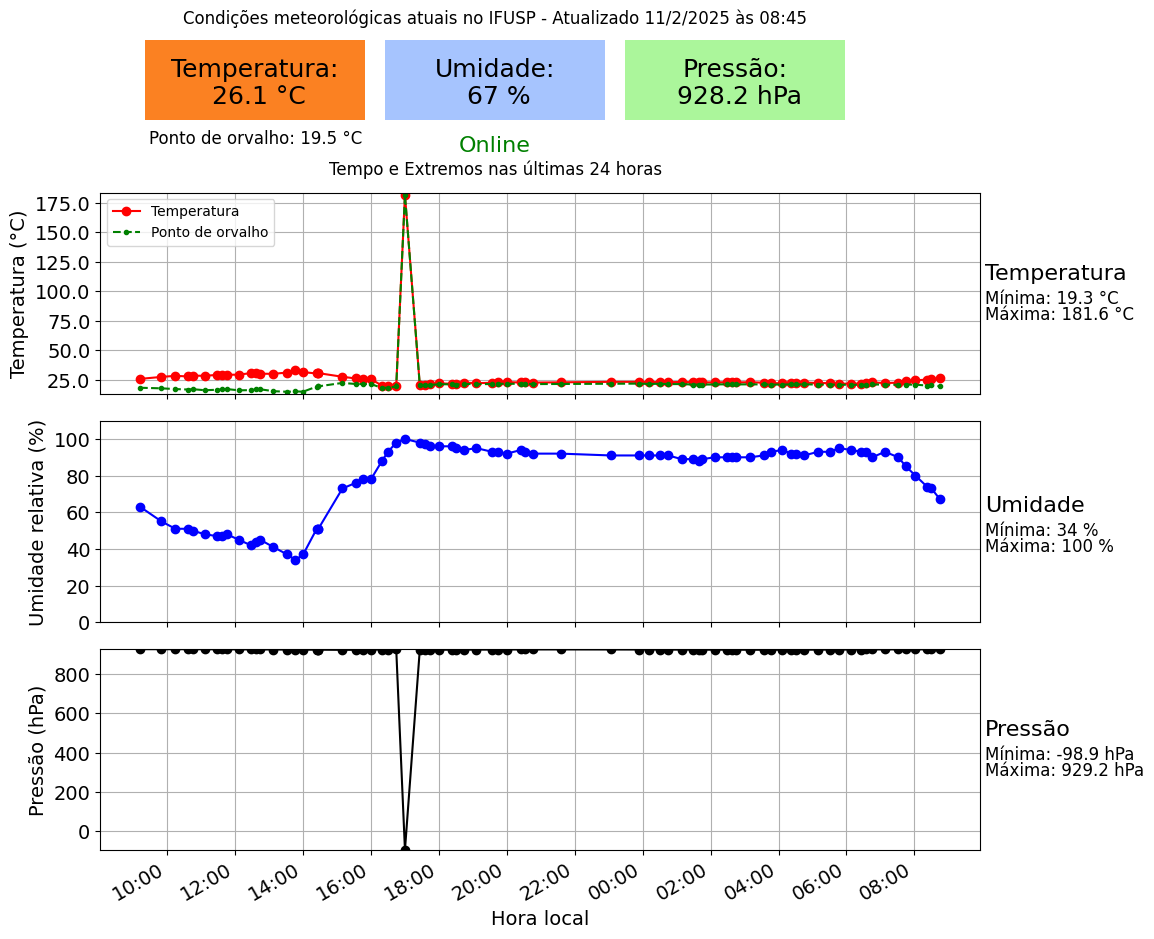 Condições meteorológicas atuais no IFUSP - Atualizado 11/2/2025 às 08:45
Temperatura:
26.1 °C
Umidade:
67 %
Pressão:
928.2 hPa
Ponto de orvalho: 19.5 °C
Online
Tempo e Extremos nas últimas 24 horas
Temperatura (°C)
175.0
150.0
125.0
100.0
75.0
50.0
25.0
Temperatura
Ponto de orvalho
Temperatura
Mínima: 19.3 °C
Máxima: 181.6 °C
Umidade relativa (%)
100
80
60
40
20
0
Umidade
Mínima: 34 %
Máxima: 100 %
Pressão (hPa)
800
600
400
200
0
Pressão
Mínima: -98.9 hPa
Máxima: 929.2 hPa
10:00 12:00 14:00 16:00 18:00 20:00 22:00 00:00 02:00 04:00 06:00 08:00
Hora local